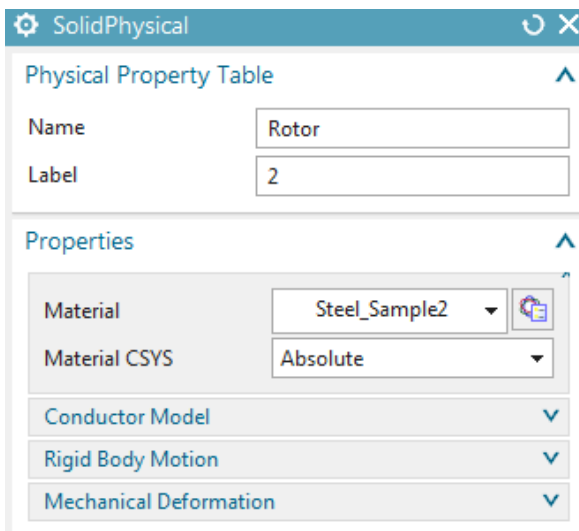 SolidPhysical
Physical Property Table
Name Rotor
Label 2
Properties
Material Steel_Sample2
Material CSYS Absolute
Conductor Model
Rigid Body Motion
Mechanical Deformation